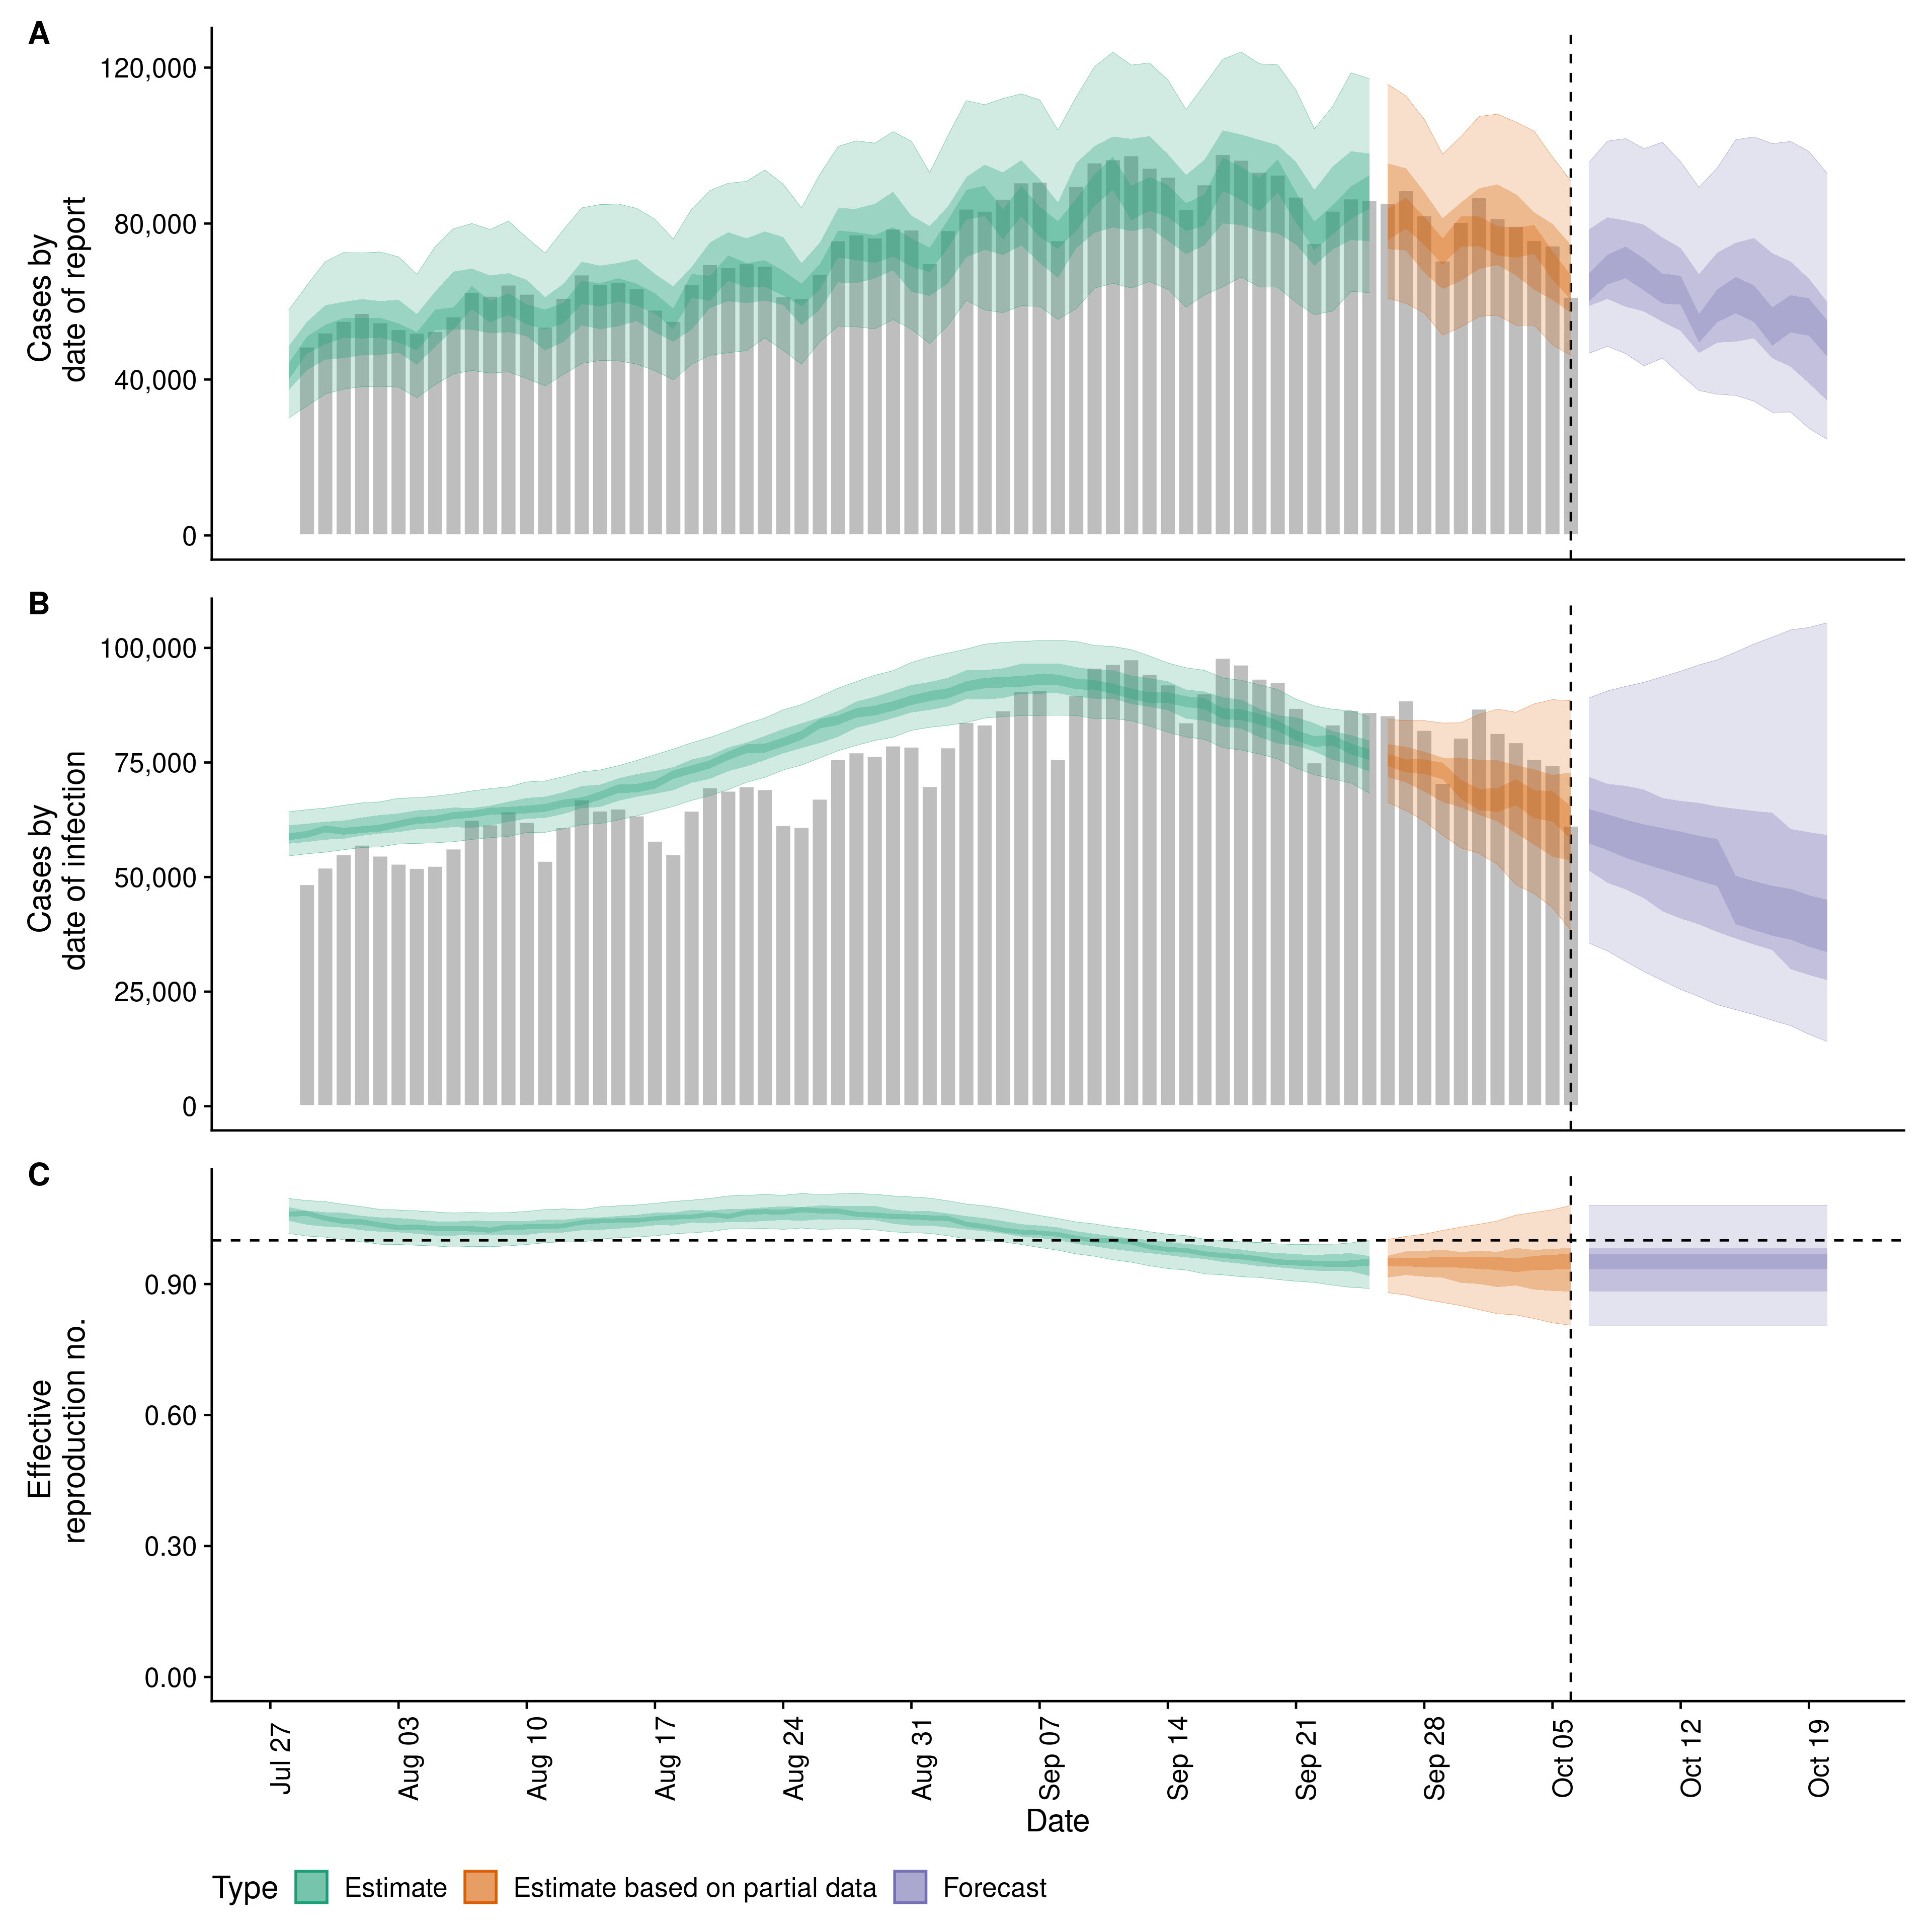 A
120,000
80,000
40,000
0
Cases by
date of report
B
100,000
75,000
50,000
25,000
0
Cases by
date of infection
C
0.90
0.60
0.30
0.00
Effective
reproduction no.
Jul 27
Aug 03
Aug 10
Aug 17
Aug 24
Aug 31
Sep 07
Sep 14
Sep 21
Sep 28
Oct 05
Oct 12
Oct 19
Date
Type Estimate Estimate based on partial data Forecast